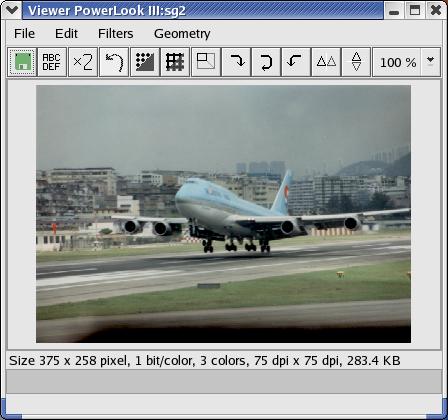 Viewer PowerLook III:sg2
File Edit Filters Geometry
ABC
DEF
×2
100 %
Size 375 x 258 pixel, 1 bit/color, 3 colors, 75 dpi x 75 dpi, 283.4 KB